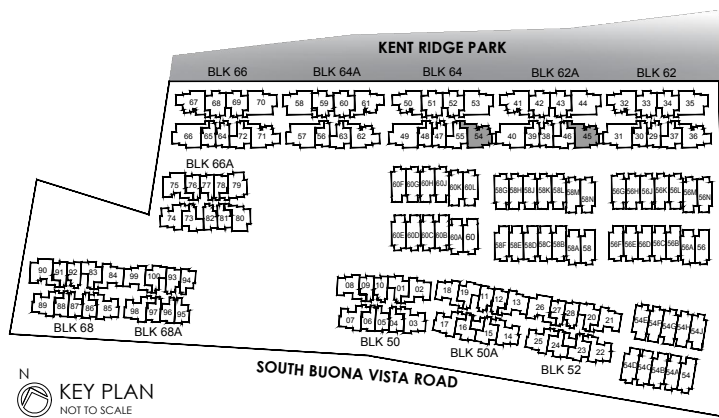 KENT RIDGE PARK
BLK 66 BLK 64A BLK 64 BLK 62A BLK 62
67 68 69 70 58 59 60 61 50 51 52 53 41 42 43 44 32 33 34 35
66 65 64 72 71 57 56 63 62 49 48 47 55 54 40 39 38 46 45 31 30 29 37 36
BLK 66A
75 76 77 78 79
74 73 82 81 80
60F 60G 60H 60J 60K 60L 58G 58H 58J 58K 58L 58M 58N 56G 56H 56J 56K 56L 56M 56N
60E 60D 60C 60B 60A 60 58F 58E 58D 58C 58B 58A 58 56F 56E 56D 56C 56B 56A 56
90 91 92 83 84 99 100 93 94
89 88 87 86 85 98 97 96 95
BLK 68 BLK 68A
08 09 10 01 02
07 06 05 04 03
BLK 50
18 19 11 12 13
17 16 15 14
BLK 50A
26 27 28 20 21
25 24 23 22
BLK 52
54E 54F 54G 54H 54J
54D 54C 54B 54A 54
SOUTH BUONA VISTA ROAD
N
KEY PLAN
NOT TO SCALE